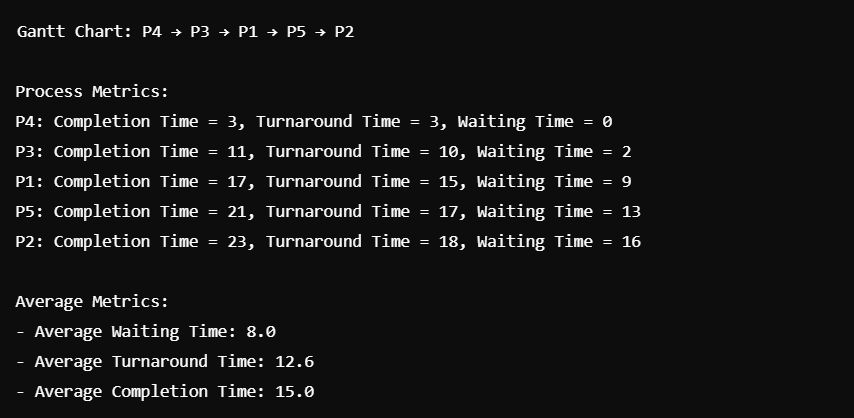 Gantt Chart: P4 → P3 → P1 → P5 → P2
Process Metrics:
P4: Completion Time = 3, Turnaround Time = 3, Waiting Time = 0
P3: Completion Time = 11, Turnaround Time = 10, Waiting Time = 2
P1: Completion Time = 17, Turnaround Time = 15, Waiting Time = 9
P5: Completion Time = 21, Turnaround Time = 17, Waiting Time = 13
P2: Completion Time = 23, Turnaround Time = 18, Waiting Time = 16
Average Metrics:
- Average Waiting Time: 8.0
- Average Turnaround Time: 12.6
- Average Completion Time: 15.0